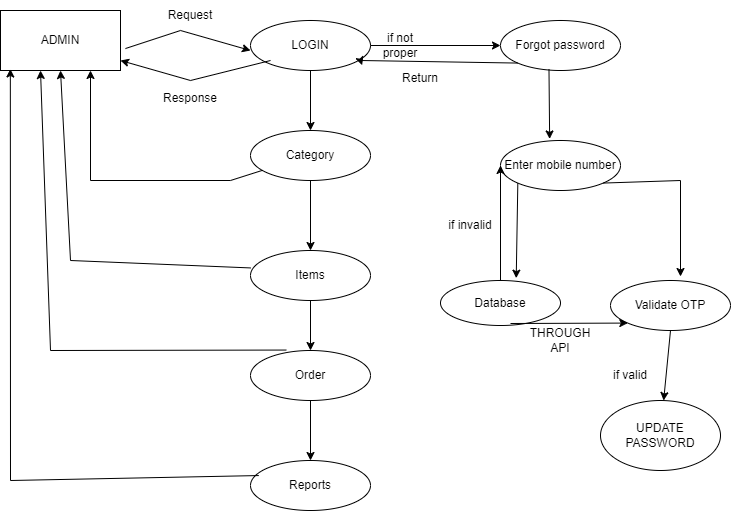 Request
ADMIN
LOGIN
if not
proper
Forgot password
Return
Response
Category
Enter mobile number
if invalid
Items
Database
Validate OTP
THROUGH
API
Order
if valid
UPDATE
PASSWORD
Reports